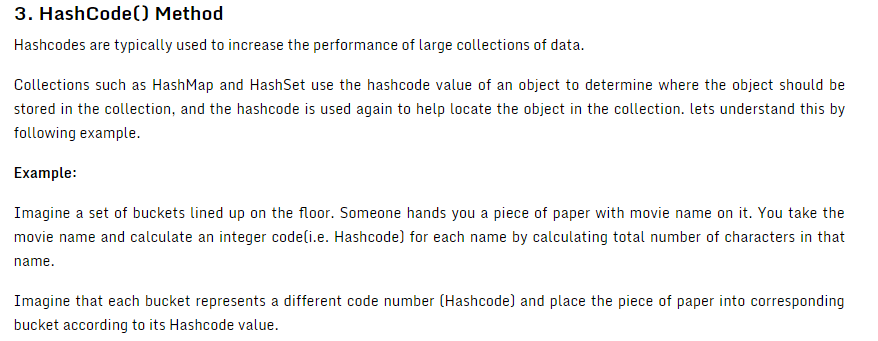 3. HashCode() Method
Hashcodes are typically used to increase the performance of large collections of data.
Collections such as HashMap and HashSet use the hashcode value of an object to determine where the object should be
stored in the collection, and the hashcode is used again to help locate the object in the collection. lets understand this by
following example.
Example:
Imagine a set of buckets lined up on the floor. Someone hands you a piece of paper with movie name on it. You take the
movie name and calculate an integer code(i.e. Hashcode) for each name by calculating total number of characters in that
name.
Imagine that each bucket represents a different code number (Hashcode) and place the piece of paper into corresponding
bucket according to its Hashcode value.